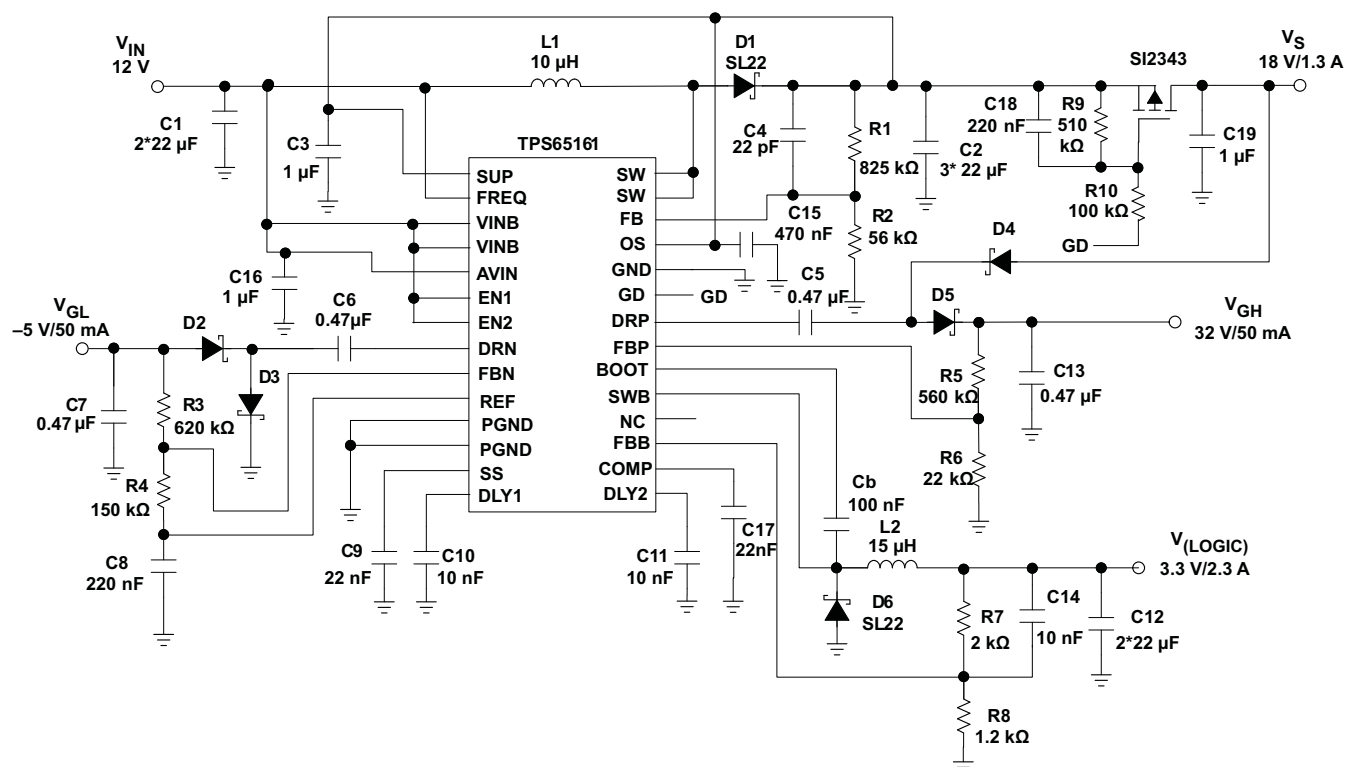 V_IN
12 V
C1
2*22 µF
C3
1 µF
L1
10 µH
D1
SL22
C4
22 pF
R1
825 kΩ
C2
3* 22 µF
C18
220 nF
R9
510
kΩ
SI2343
V_S
18 V/1.3 A
C19
1 µF
R10
100 kΩ
GD
R2
56 kΩ
C15
470 nF
C5
0.47 µF
D4
D5
V_GH
32 V/50 mA
R5
560 kΩ
C13
0.47 µF
R6
22 kΩ
TPS65161
SUP
FREQ
VINB
VINB
AVIN
EN1
EN2
DRN
FBN
REF
PGND
PGND
SS
DLY1
SW
SW
FB
OS
GND
GD
GD
DRP
FBP
BOOT
SWB
NC
FBB
COMP
DLY2
C16
1 µF
V_GL
–5 V/50 mA
D2
C6
0.47µF
D3
C7
0.47 µF
R3
620 kΩ
R4
150 kΩ
C8
220 nF
C9
22 nF
C10
10 nF
C11
10 nF
C17
22nF
Cb
100 nF
L2
15 µH
D6
SL22
R7
2 kΩ
C14
10 nF
C12
2*22 µF
V_(LOGIC)
3.3 V/2.3 A
R8
1.2 kΩ